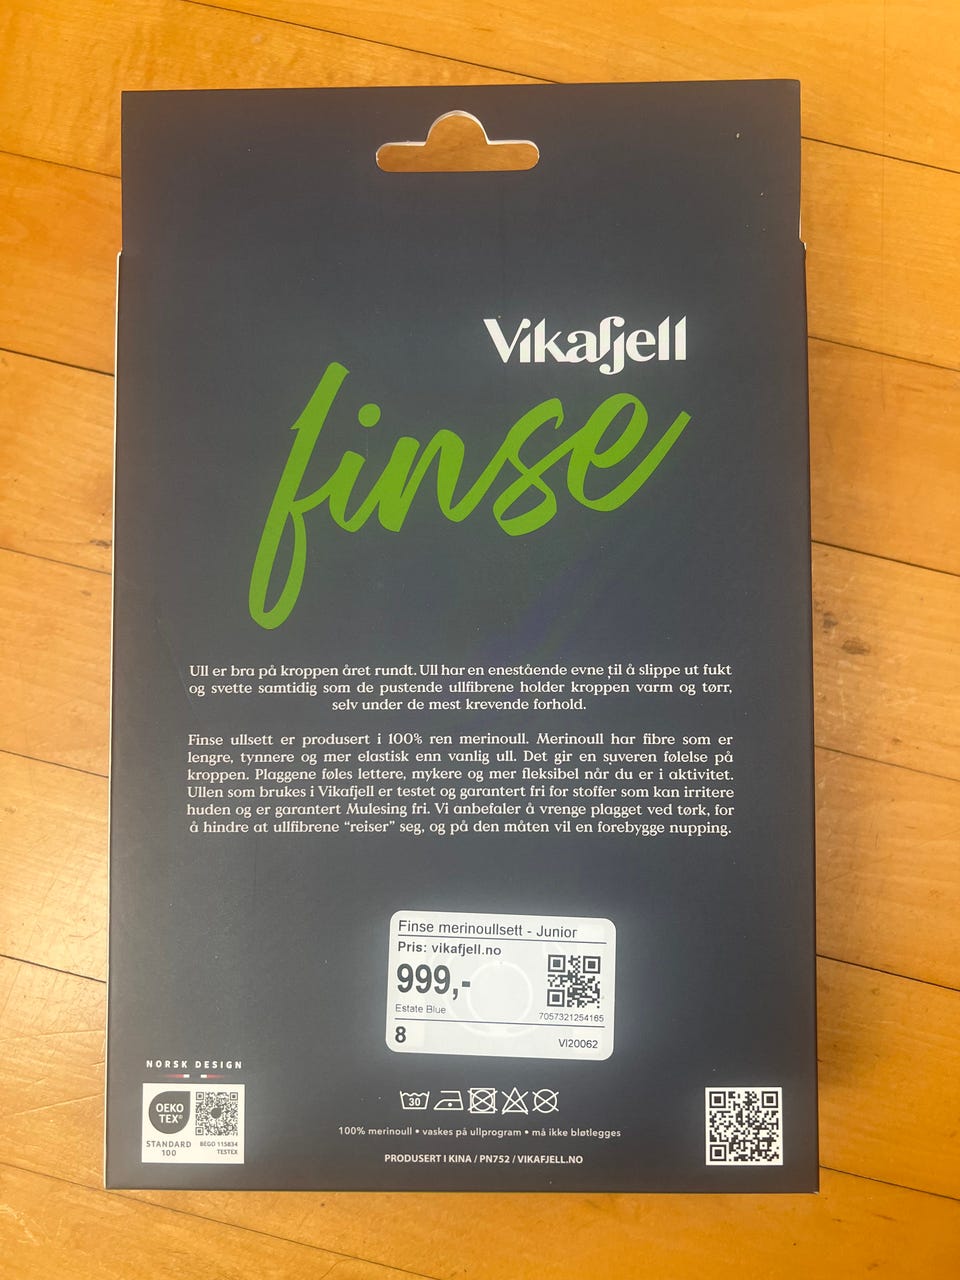 Vikafjell
finse
Ull er bra på kroppen året rundt. Ull har en enestående evne til å slippe ut fukt
og svette samtidig som de pustende ullfibrene holder kroppen varm og tørr,
selv under de mest krevende forhold.
Finse ullsett er produsert i 100% ren merinoull. Merinoull har fibre som er
lengre, tynnere og mer elastisk enn vanlig ull. Det gir en suveren følelse på
kroppen. Plaggene føles lettere, mykere og mer fleksibel når du er i aktivitet.
Ullen som brukes i Vikafjell er testet og garantert fri for stoffer som kan irritere
huden og er garantert Mulesing fri. Vi anbefaler å vrenge plagget ved tørk, for
å hindre at ullfibrene “reiser” seg, og på den måten vil en forebygge nupping.
Finse merinoullsett - Junior
Pris: vikafjell.no
999,-
Estate Blue
7057321254165
8
VI20062
NORSK DESIGN
OEKO
TEX®
STANDARD
100
BEGO 115834
TESTEX
30
100% merinoull • vaskes på ullprogram • må ikke bløtlegges
PRODUSERT I KINA / PN752 / VIKAFJELL.NO